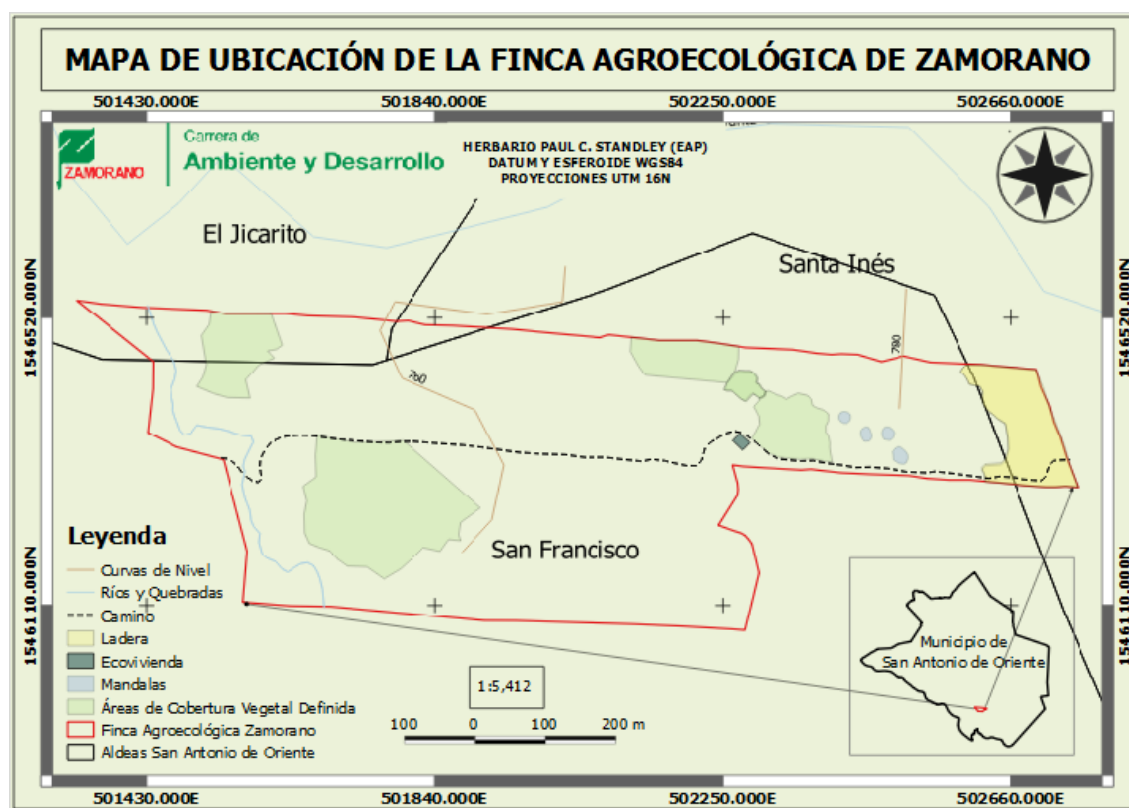 MAPA DE UBICACIÓN DE LA FINCA AGROECOLÓGICA DE ZAMORANO
501430.000E 501840.000E 502250.000E 502660.000E
ZAMORANO
Carrera de
Ambiente y Desarrollo
HERBARIO PAUL C. STANDLEY (EAP)
DATUM Y ESFEROIDE WGS84
PROYECCIONES UTM 16N
El Jicarito
Santa Inés
1546520.000N 1546520.000N
760
780
San Francisco
1546110.000N 1546110.000N
Leyenda
Curvas de Nivel
Ríos y Quebradas
Camino
Ladera
Ecovivienda
Mandalas
Áreas de Cobertura Vegetal Definida
Finca Agroecológica Zamorano
Aldeas San Antonio de Oriente
1:5,412
100 0 100 200 m
Municipio de
San Antonio de Oriente
501430.000E 501840.000E 502250.000E 502660.000E